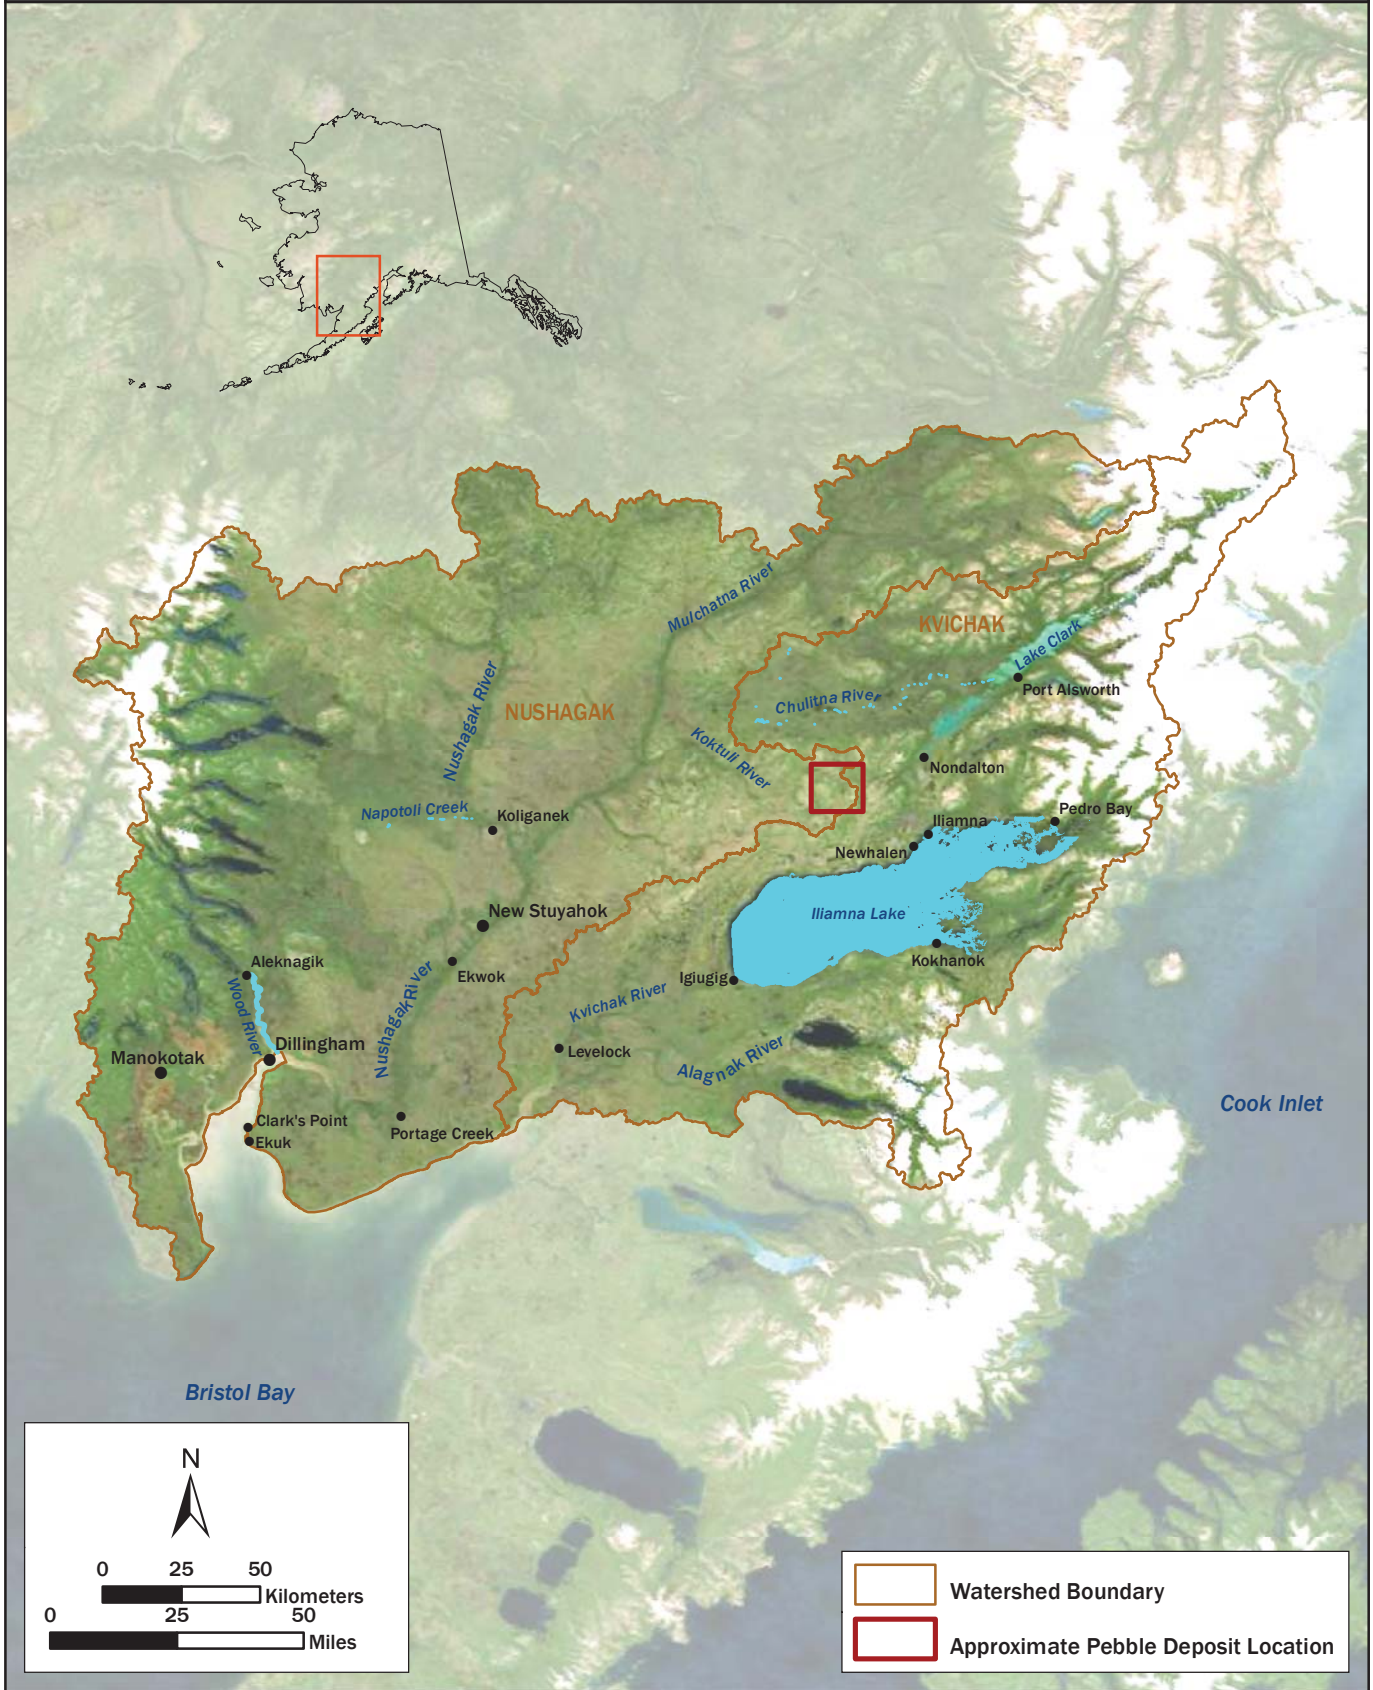 Mulchatna River
KVICHAK
Lake Clark
Nushagak River
NUSHAGAK
Chulitna River
Port Alsworth
Koktuli River
Nondalton
Napotoli Creek
Koliganek
Pedro Bay
Iliamna
Newhalen
New Stuyahok
Iliamna Lake
Aleknagik
Ekwok
Kokhanok
Igiugig
Wood River
Nushagak River
Kvichak River
Dillingham
Levelock
Alagnak River
Manokotak
Clark's Point
Ekuk
Portage Creek
Cook Inlet
Bristol Bay
N
0 25 50
Kilometers
0 25 50
Miles
Watershed Boundary
Approximate Pebble Deposit Location